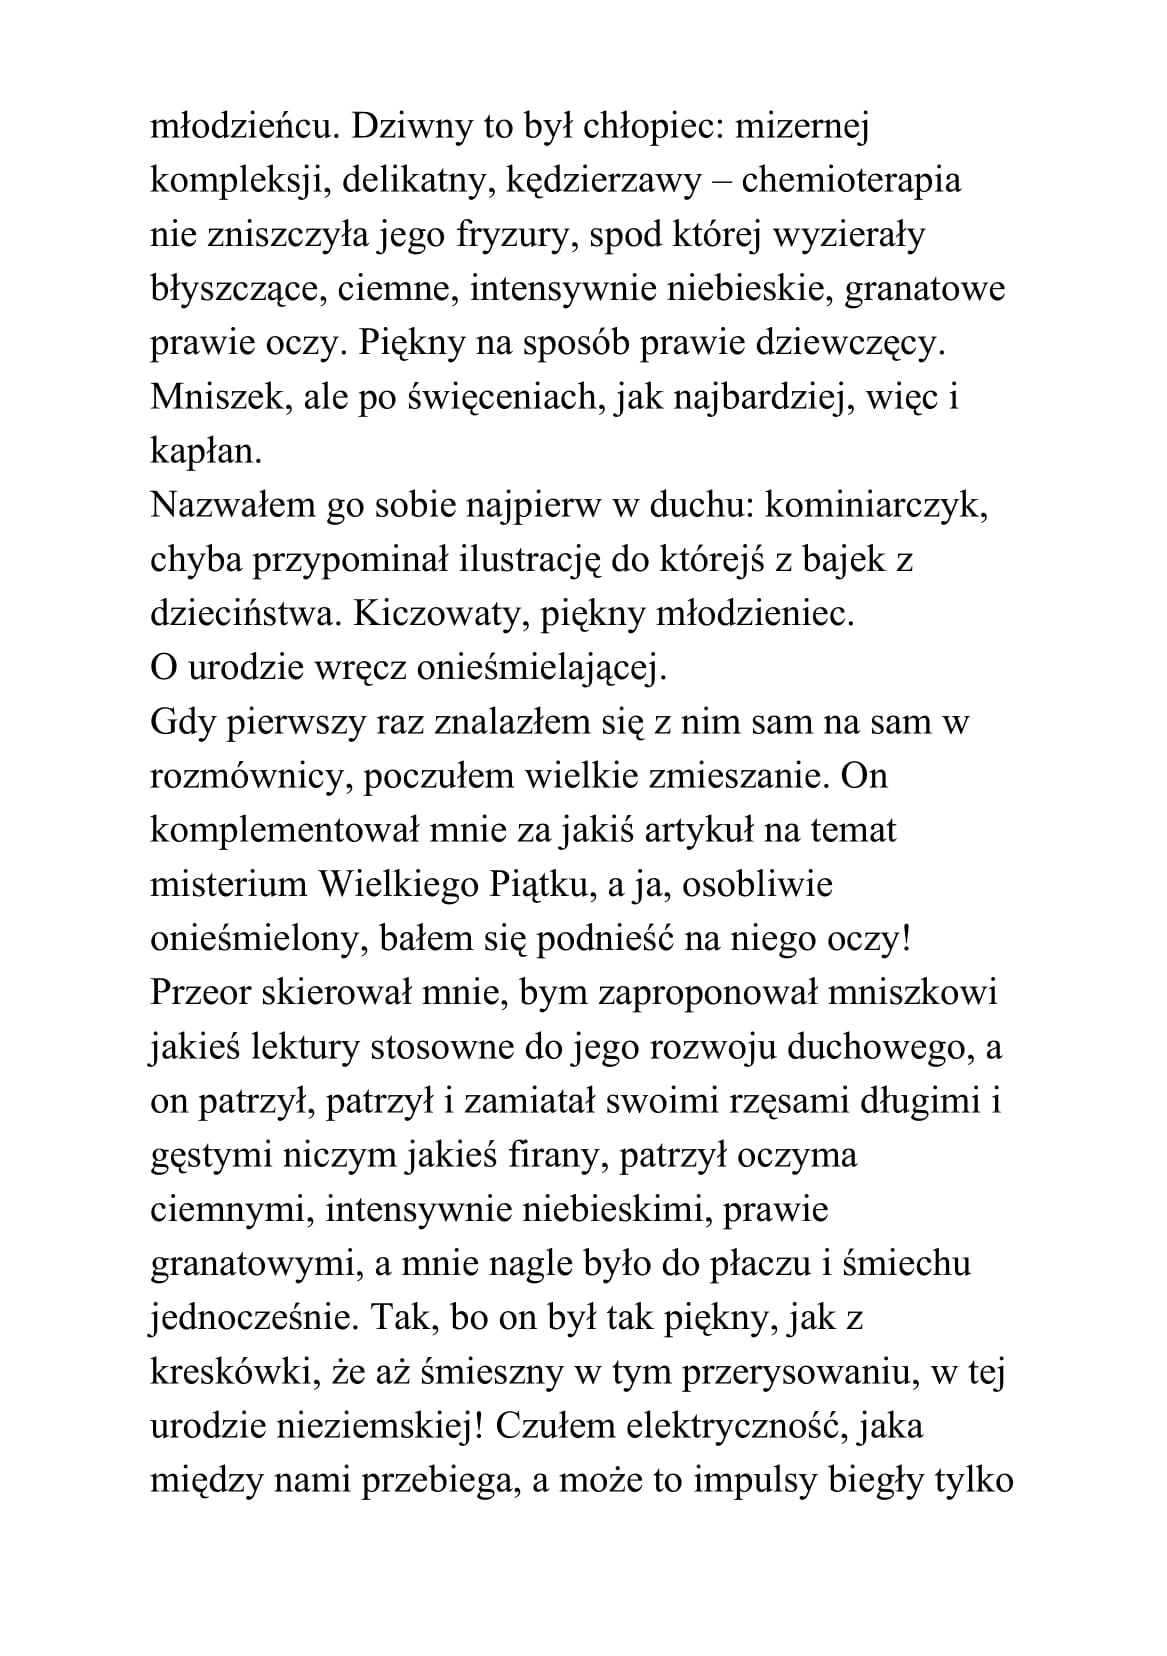 młodzieńcu. Dziwny to był chłopiec: mizernej
kompleksji, delikatny, kędzierzawy – chemioterapia
nie zniszczyła jego fryzury, spod której wyzierały
błyszczące, ciemne, intensywnie niebieskie, granatowe
prawie oczy. Piękny na sposób prawie dziewczęcy.
Mniszek, ale po święceniach, jak najbardziej, więc i
kapłan.
Nazwałem go sobie najpierw w duchu: kominiarczyk,
chyba przypominał ilustrację do którejś z bajek z
dzieciństwa. Kiczowaty, piękny młodzieniec.
O urodzie wręcz onieśmielającej.
Gdy pierwszy raz znalazłem się z nim sam na sam w
rozmównicy, poczułem wielkie zmieszanie. On
komplementował mnie za jakiś artykuł na temat
misterium Wielkiego Piątku, a ja, osobliwie
onieśmielony, bałem się podnieść na niego oczy!
Przeor skierował mnie, bym zaproponował mniszkowi
jakieś lektury stosowne do jego rozwoju duchowego, a
on patrzył, patrzył i zamiatał swoimi rzęsami długimi i
gęstymi niczym jakieś firany, patrzył oczyma
ciemnymi, intensywnie niebieskimi, prawie
granatowymi, a mnie nagle było do płaczu i śmiechu
jednocześnie. Tak, bo on był tak piękny, jak z
kreskówki, że aż śmieszny w tym przerysowaniu, w tej
urodzie nieziemskiej! Czułem elektryczność, jaka
między nami przebiega, a może to impulsy biegły tylko